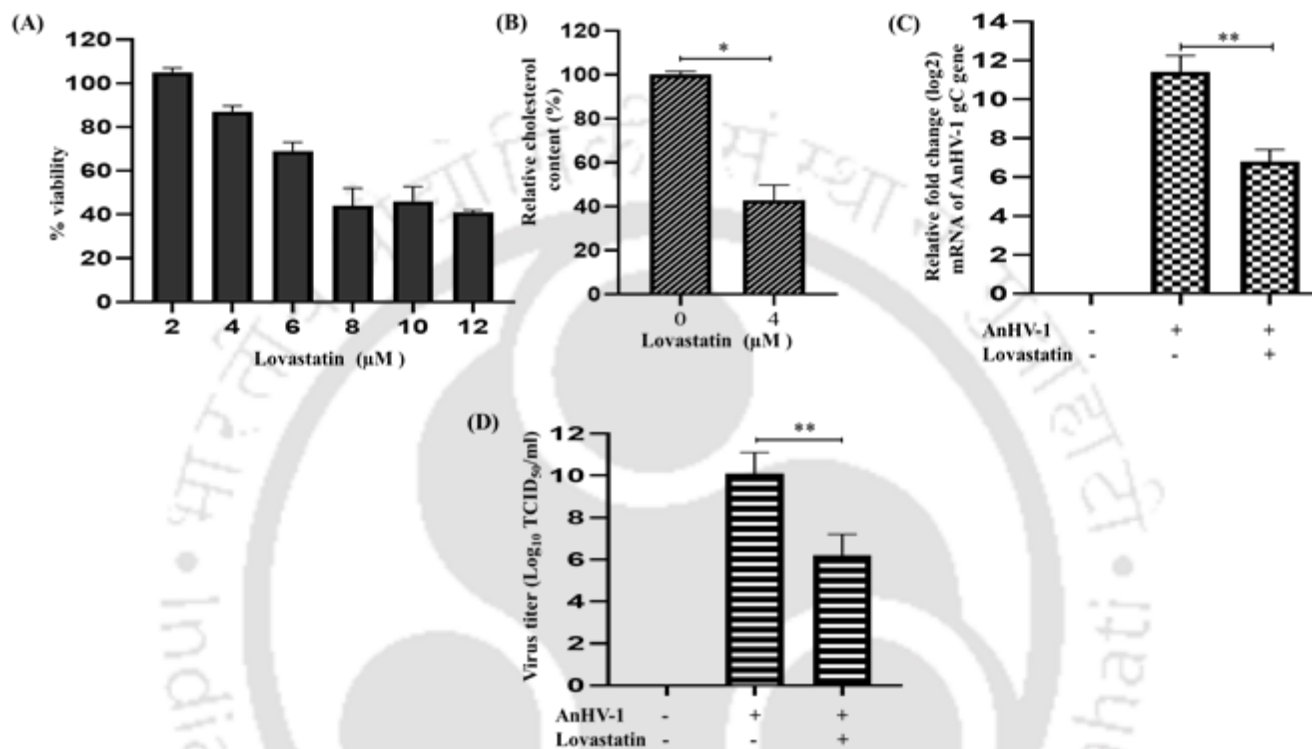 (A)
120
100
80
60
40
20
0
% viability
2 4 6 8 10 12
Lovastatin (µM )
(B)
*
120
100
80
60
40
20
0
Relative cholesterol
content (%)
0 4
Lovastatin (µM )
(C)
**
14
12
10
8
6
4
2
0
Relative fold change (log2)
mRNA of AnHV-1 gC gene
AnHV-1 - + +
Lovastatin - - +
(D)
**
12
10
8
6
4
2
0
Virus titer (Log₁₀ TCID₅₀/ml)
AnHV-1 - + +
Lovastatin - - +